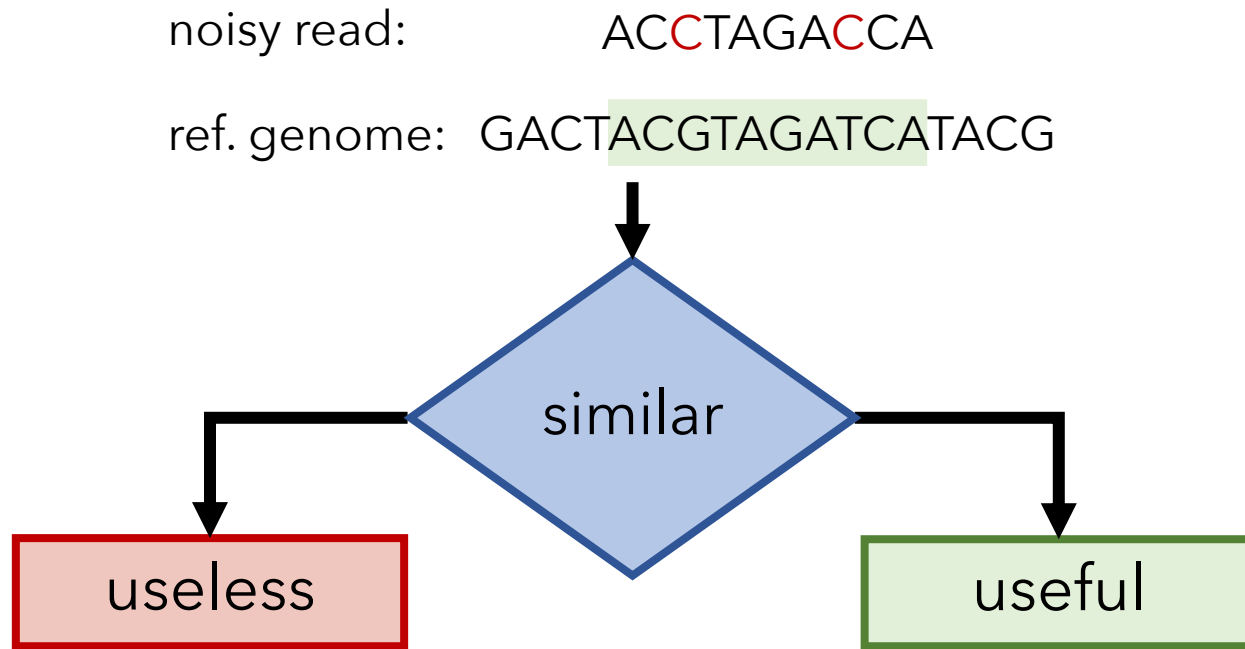 noisy read: ACCTAGACCA
ref. genome: GACTACGTAGATCATACG
similar
useless useful